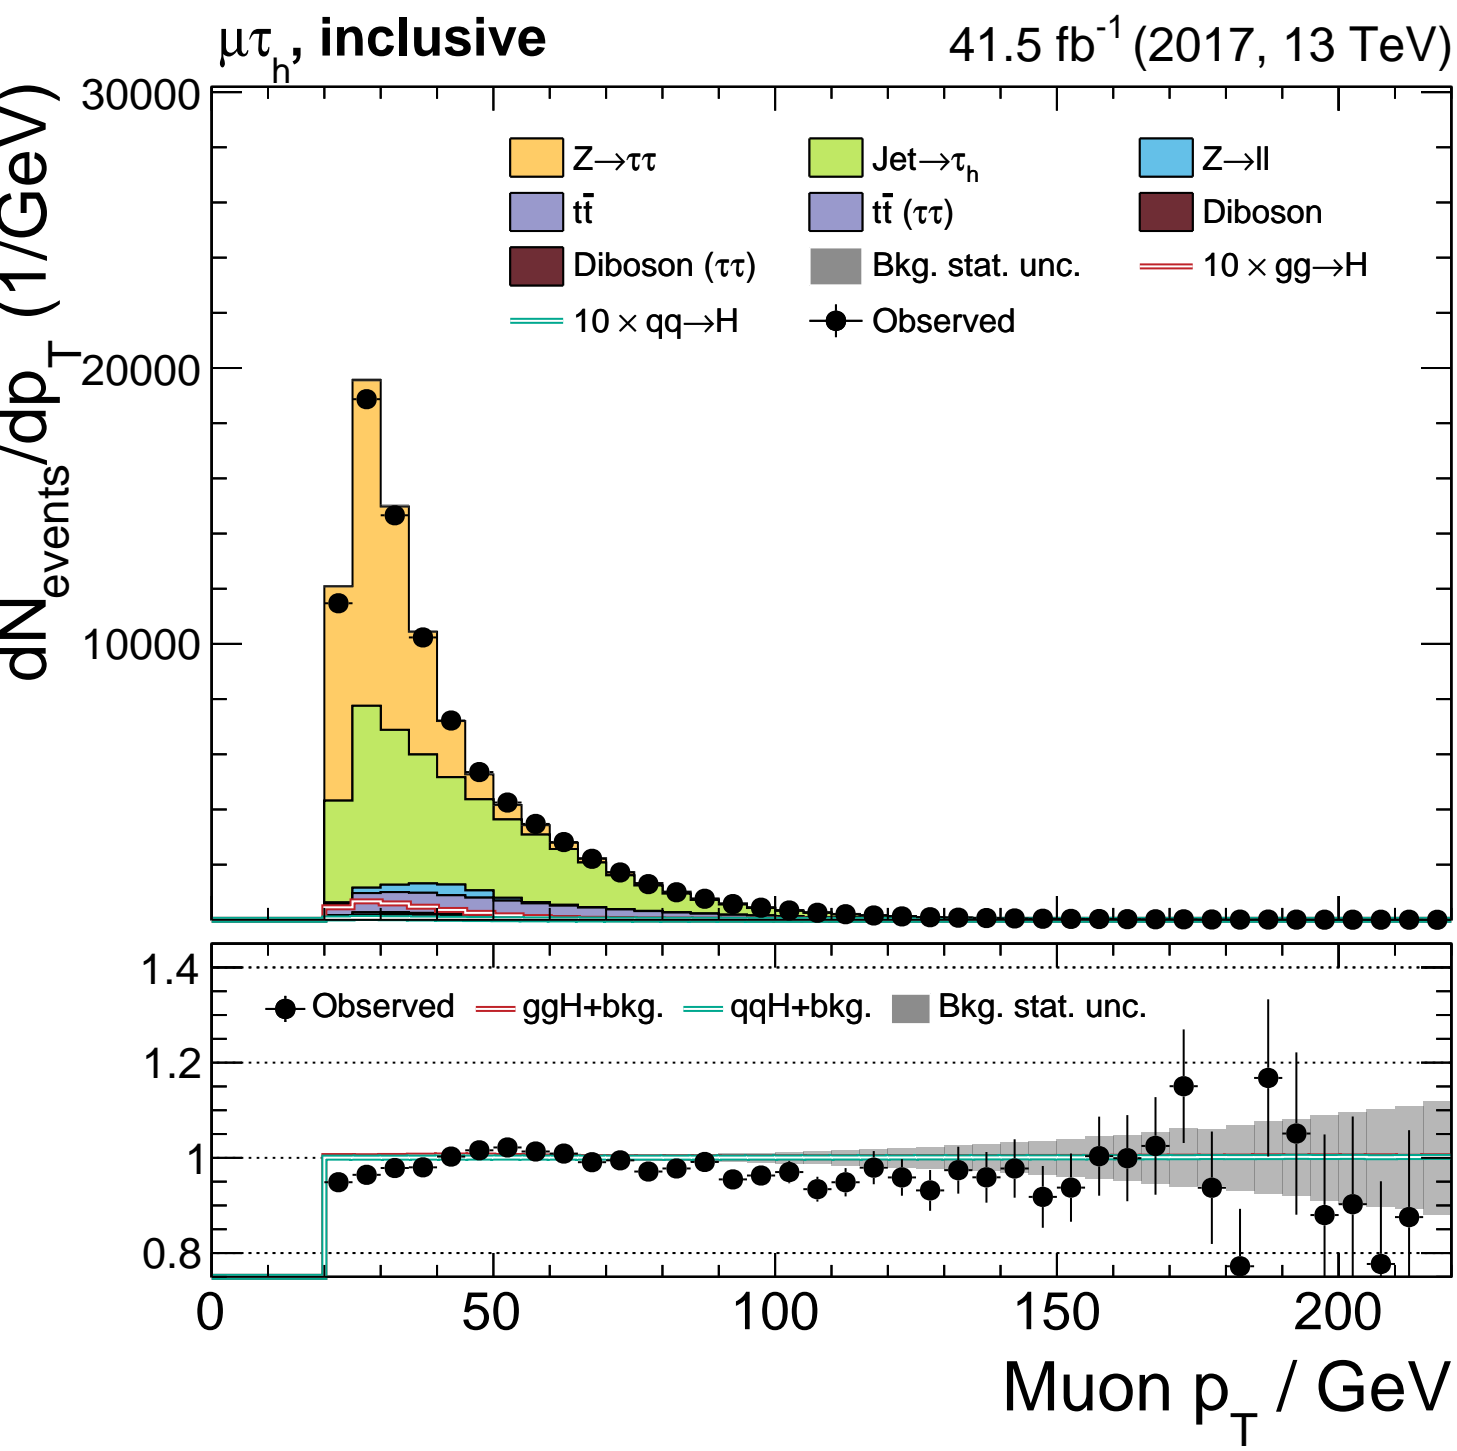 μτh, inclusive
41.5 fb-1 (2017, 13 TeV)
dNevents/dpT (1/GeV)
30000
20000
10000
Z→ττ
Jet→τh
Z→ll
tt̄
tt̄ (ττ)
Diboson
Diboson (ττ)
Bkg. stat. unc.
10 × gg→H
10 × qq→H
Observed
1.4
1.2
1
0.8
Observed
ggH+bkg.
qqH+bkg.
Bkg. stat. unc.
0
50
100
150
200
Muon pT / GeV